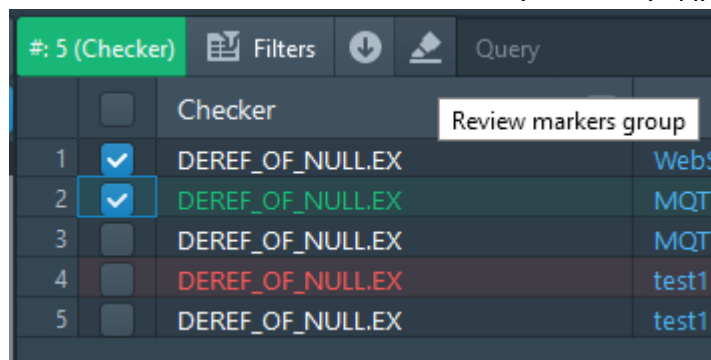 #: 5 (Checker) Filters Query
Checker
Review markers group
1 DEREF_OF_NULL.EX WebS
2 DEREF_OF_NULL.EX MQT
3 DEREF_OF_NULL.EX MQT
4 DEREF_OF_NULL.EX test1
5 DEREF_OF_NULL.EX test1